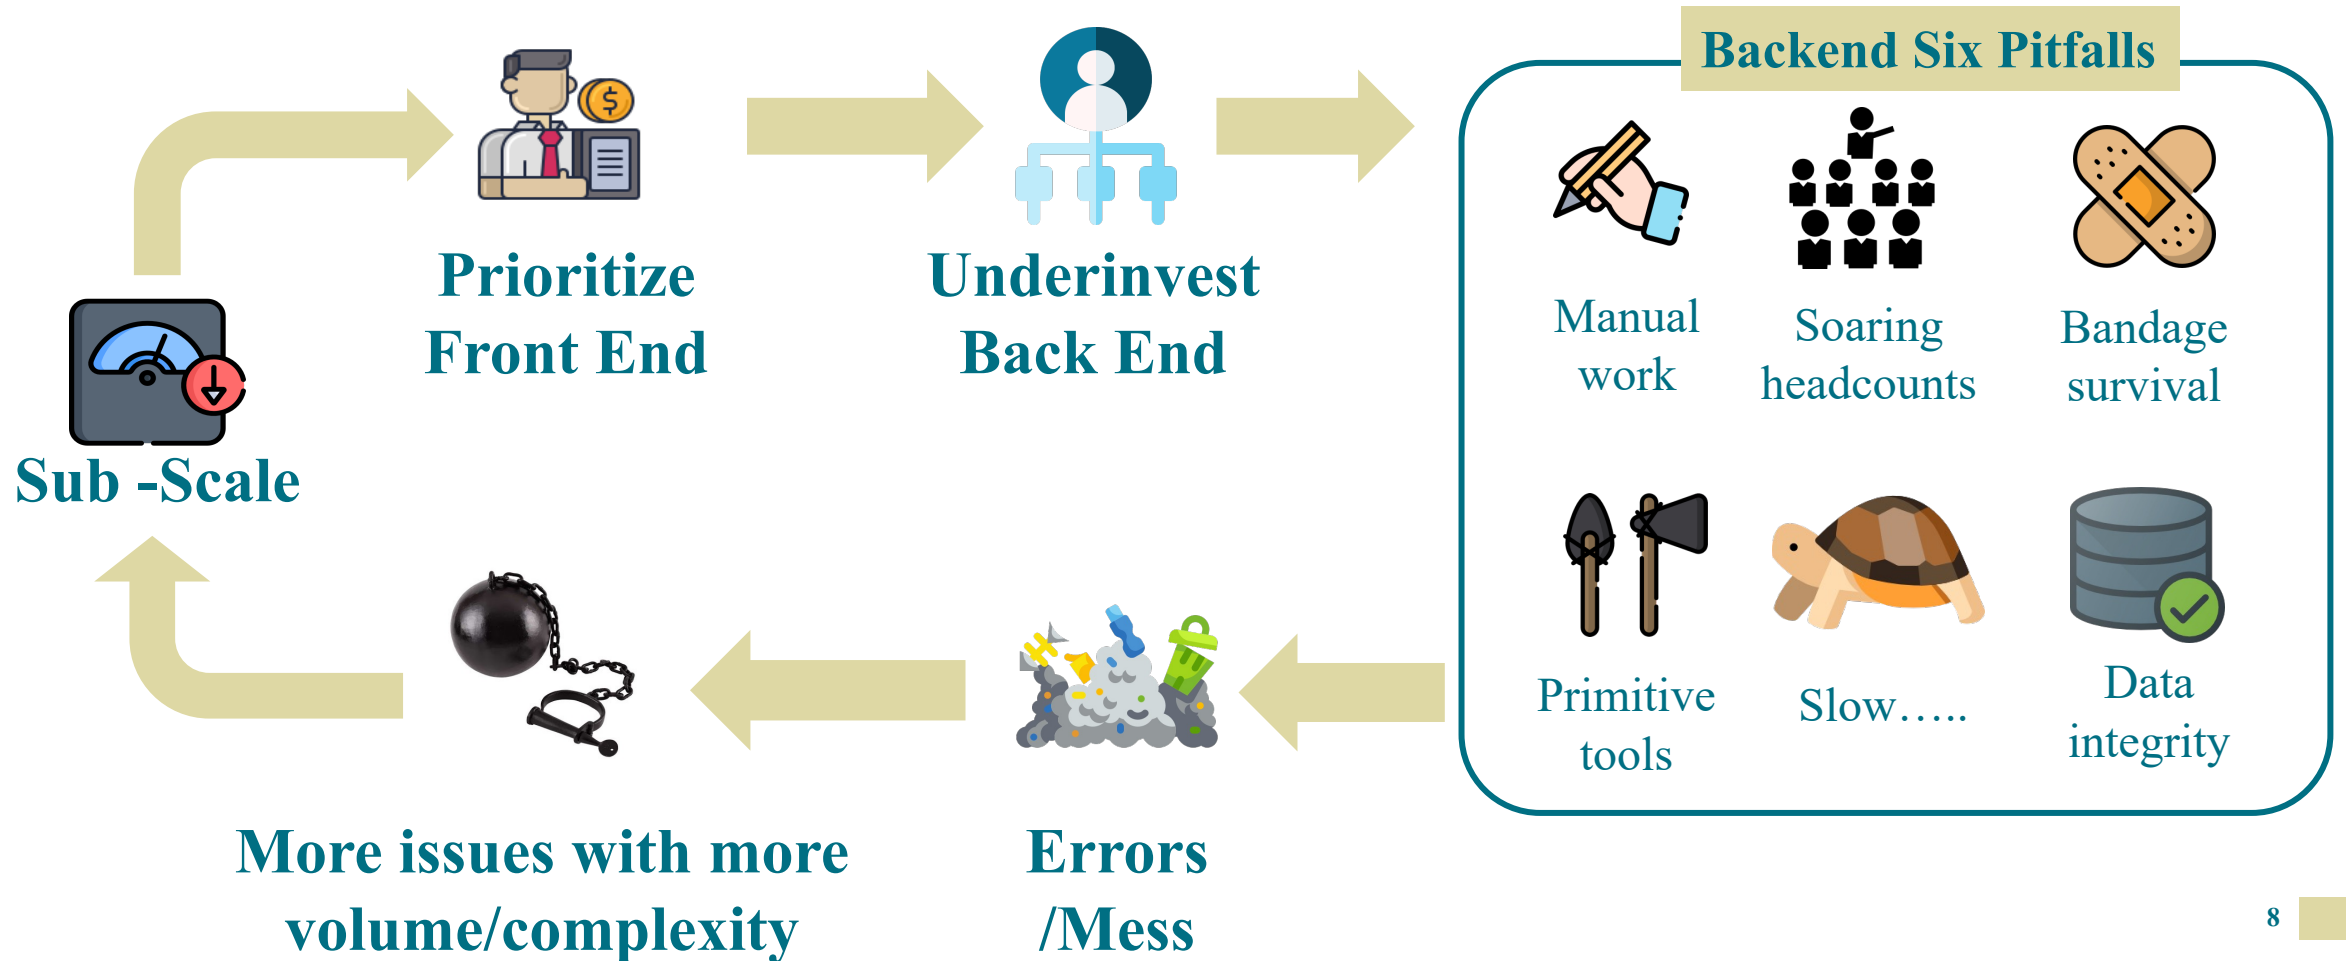 Backend Six Pitfalls
Prioritize
Front End
Underinvest
Back End
Manual
work
Soaring
headcounts
Bandage
survival
Sub -Scale
Primitive
tools
Slow…..
Data
integrity
More issues with more
volume/complexity
Errors
/Mess
8